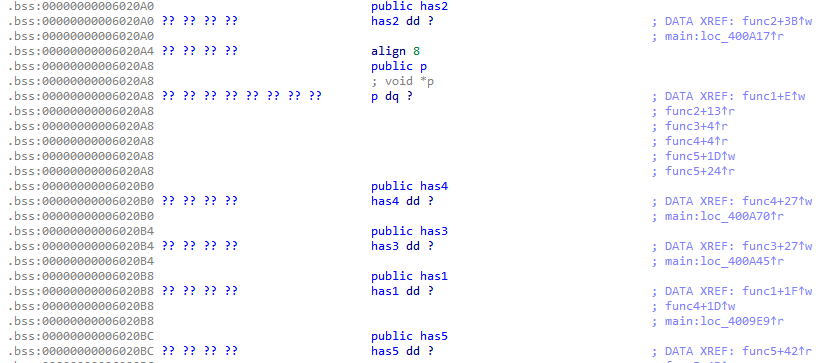 .bss:00000000006020A0 public has2
.bss:00000000006020A0 ?? ?? ?? ?? has2 dd ? ; DATA XREF: func2+3B↑w
.bss:00000000006020A0 ; main:loc_400A17↑r
.bss:00000000006020A4 ?? ?? ?? ?? align 8
.bss:00000000006020A8 public p
.bss:00000000006020A8 ; void *p
.bss:00000000006020A8 ?? ?? ?? ?? ?? ?? ?? ?? p dq ? ; DATA XREF: func1+E↑w
.bss:00000000006020A8 ; func2+13↑r
.bss:00000000006020A8 ; func3+4↑r
.bss:00000000006020A8 ; func4+4↑r
.bss:00000000006020A8 ; func5+1D↑w
.bss:00000000006020A8 ; func5+24↑r
.bss:00000000006020B0 public has4
.bss:00000000006020B0 ?? ?? ?? ?? has4 dd ? ; DATA XREF: func4+27↑w
.bss:00000000006020B0 ; main:loc_400A70↑r
.bss:00000000006020B4 public has3
.bss:00000000006020B4 ?? ?? ?? ?? has3 dd ? ; DATA XREF: func3+27↑w
.bss:00000000006020B4 ; main:loc_400A45↑r
.bss:00000000006020B8 public has1
.bss:00000000006020B8 ?? ?? ?? ?? has1 dd ? ; DATA XREF: func1+1F↑w
.bss:00000000006020B8 ; func4+1D↑w
.bss:00000000006020B8 ; main:loc_4009E9↑r
.bss:00000000006020BC public has5
.bss:00000000006020BC ?? ?? ?? ?? has5 dd ? ; DATA XREF: func5+42↑r